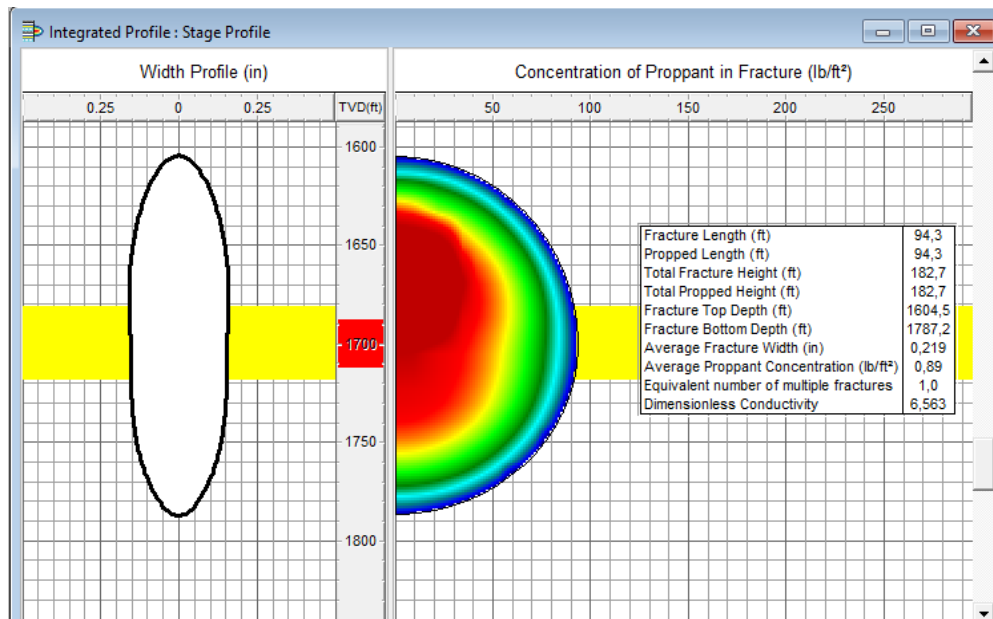 Integrated Profile : Stage Profile
Width Profile (in)
Concentration of Proppant in Fracture (lb/ft²)
0.25 0 0.25 TVD(ft) 50 100 150 200 250
1600
1650
1700
1750
1800
Fracture Length (ft) 94,3
Propped Length (ft) 94,3
Total Fracture Height (ft) 182,7
Total Propped Height (ft) 182,7
Fracture Top Depth (ft) 1604,5
Fracture Bottom Depth (ft) 1787,2
Average Fracture Width (in) 0,219
Average Proppant Concentration (lb/ft²) 0,89
Equivalent number of multiple fractures 1,0
Dimensionless Conductivity 6,563